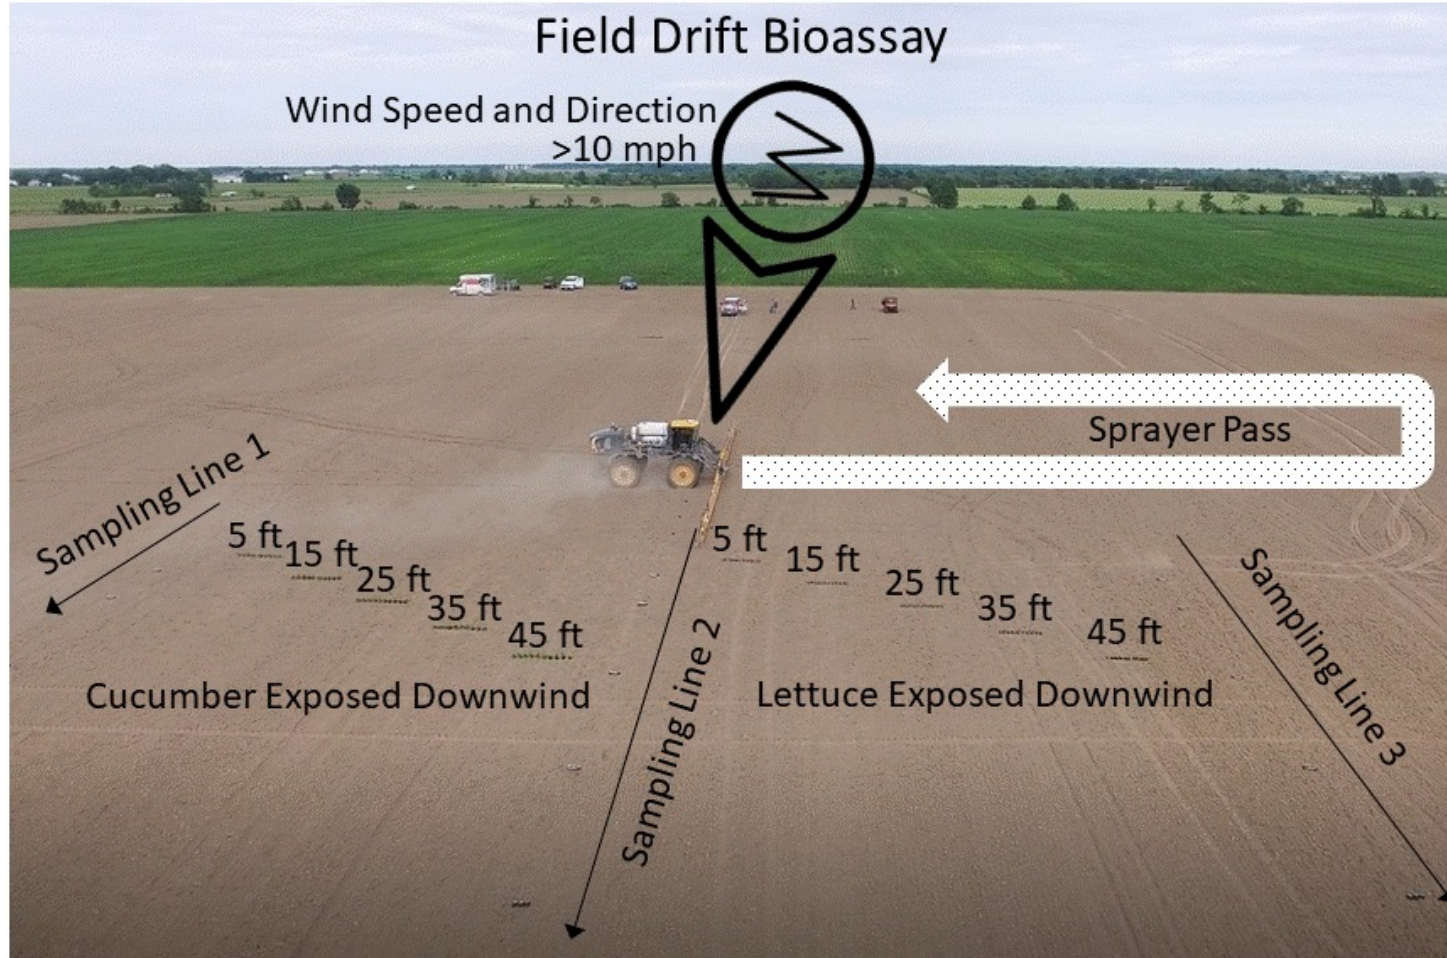 Field Drift Bioassay
Wind Speed and Direction
>10 mph
N
Sprayer Pass
Sampling Line 1
5 ft
15 ft
25 ft
35 ft
45 ft
Cucumber Exposed Downwind
Sampling Line 2
5 ft
15 ft
25 ft
35 ft
45 ft
Lettuce Exposed Downwind
Sampling Line 3